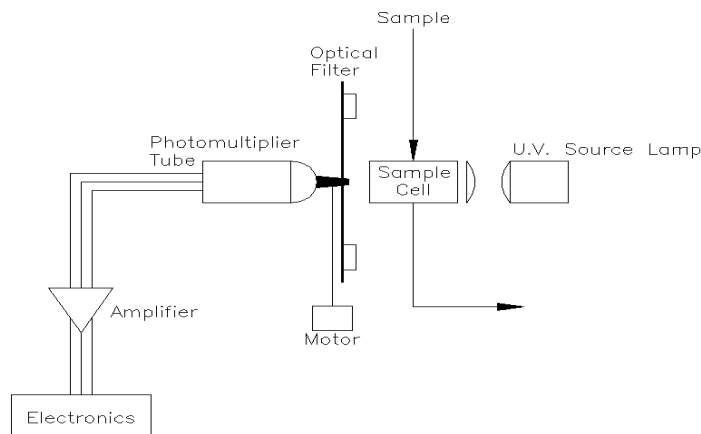 Sample
Optical
Filter
Photomultiplier
Tube
U.V. Source Lamp
Sample
Cell
Amplifier
Motor
Electronics